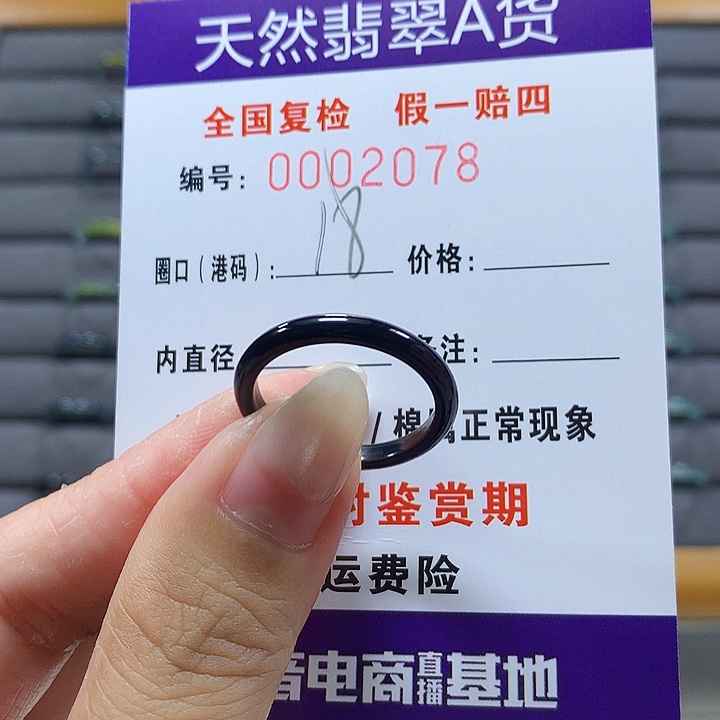 天然翡翠A货
全国复检 假一赔四
编号: 0002078
圈口(港码): 18 价格:
内直径 注:
/棉 正常现象
时鉴赏期
运费险
音电商直播基地